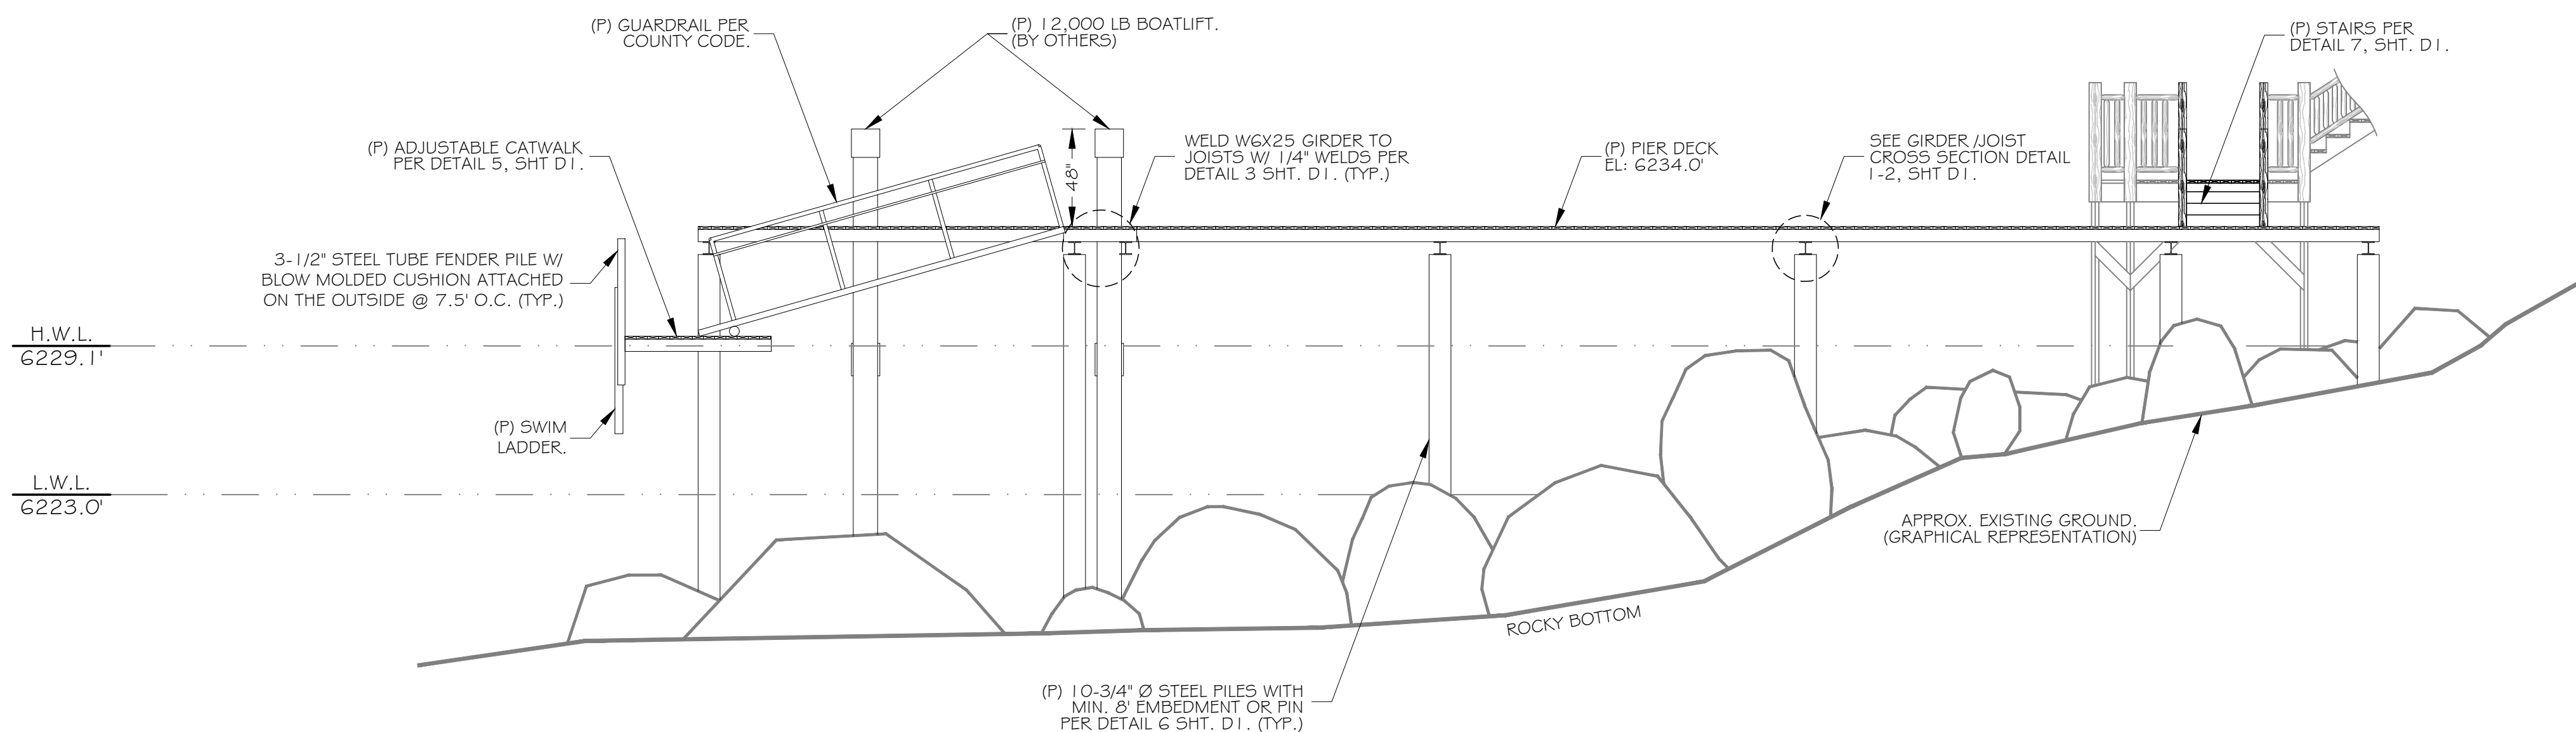 (P) GUARDRAIL PER
COUNTY CODE.
(P) 12,000 LB BOATLIFT.
(BY OTHERS)
(P) STAIRS PER
DETAIL 7, SHT. D1.
(P) ADJUSTABLE CATWALK
PER DETAIL 5, SHT D1.
48"
WELD W6X25 GIRDER TO
JOISTS W/ 1/4" WELDS PER
DETAIL 3 SHT. D1. (TYP.)
(P) PIER DECK
EL: 6234.0'
SEE GIRDER /JOIST
CROSS SECTION DETAIL
1-2, SHT D1.
3-1/2" STEEL TUBE FENDER PILE W/
BLOW MOLDED CUSHION ATTACHED
ON THE OUTSIDE @ 7.5' O.C. (TYP.)
H.W.L.
6229.1'
(P) SWIM
LADDER.
L.W.L.
6223.0'
APPROX. EXISTING GROUND.
(GRAPHICAL REPRESENTATION)
ROCKY BOTTOM
(P) 10-3/4" Ø STEEL PILES WITH
MIN. 8' EMBEDMENT OR PIN
PER DETAIL 6 SHT. D1. (TYP.)